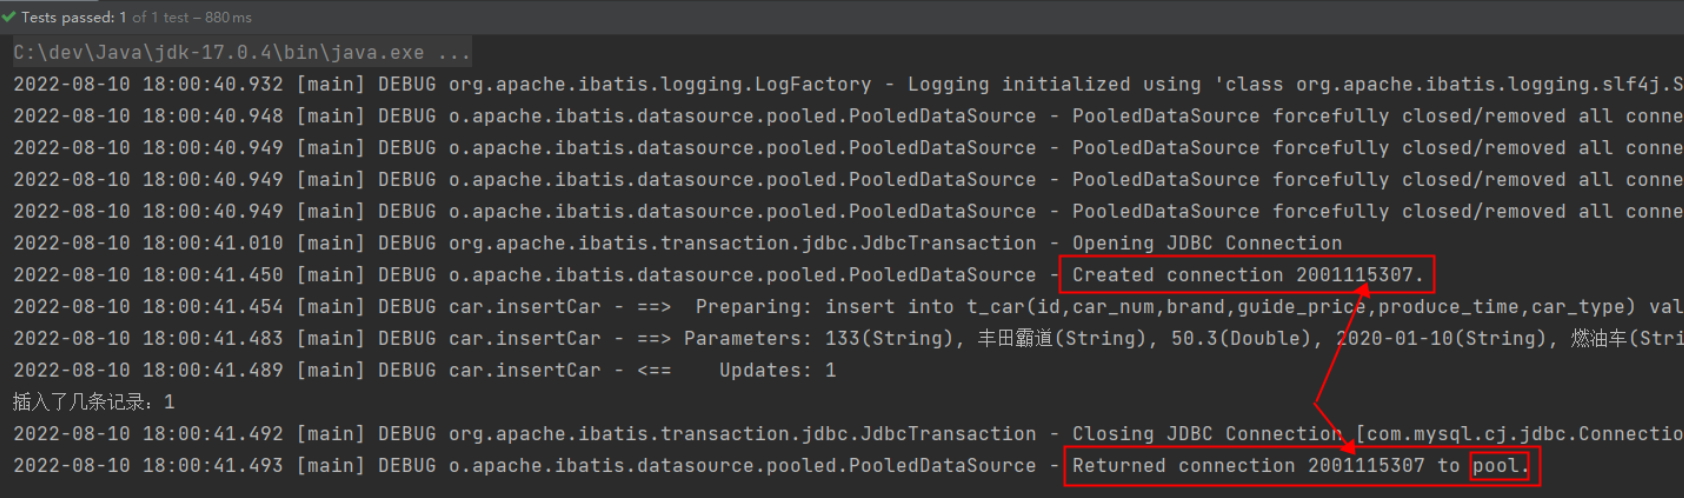 Tests passed: 1 of 1 test – 880 ms
C:\dev\Java\jdk-17.0.4\bin\java.exe ...
2022-08-10 18:00:40.932 [main] DEBUG org.apache.ibatis.logging.LogFactory - Logging initialized using 'class org.apache.ibatis.logging.slf4j.S
2022-08-10 18:00:40.948 [main] DEBUG o.apache.ibatis.datasource.pooled.PooledDataSource - PooledDataSource forcefully closed/removed all conne
2022-08-10 18:00:40.949 [main] DEBUG o.apache.ibatis.datasource.pooled.PooledDataSource - PooledDataSource forcefully closed/removed all conne
2022-08-10 18:00:40.949 [main] DEBUG o.apache.ibatis.datasource.pooled.PooledDataSource - PooledDataSource forcefully closed/removed all conne
2022-08-10 18:00:40.949 [main] DEBUG o.apache.ibatis.datasource.pooled.PooledDataSource - PooledDataSource forcefully closed/removed all conne
2022-08-10 18:00:41.010 [main] DEBUG org.apache.ibatis.transaction.jdbc.JdbcTransaction - Opening JDBC Connection
2022-08-10 18:00:41.450 [main] DEBUG o.apache.ibatis.datasource.pooled.PooledDataSource - Created connection 2001115307.
2022-08-10 18:00:41.454 [main] DEBUG car.insertCar - ==>  Preparing: insert into t_car(id,car_num,brand,guide_price,produce_time,car_type) val
2022-08-10 18:00:41.483 [main] DEBUG car.insertCar - ==> Parameters: 133(String), 丰田霸道(String), 50.3(Double), 2020-01-10(String), 燃油车(Stri
2022-08-10 18:00:41.489 [main] DEBUG car.insertCar - <==    Updates: 1
插入了几条记录：1
2022-08-10 18:00:41.492 [main] DEBUG org.apache.ibatis.transaction.jdbc.JdbcTransaction - Closing JDBC Connection [com.mysql.cj.jdbc.Connectio
2022-08-10 18:00:41.493 [main] DEBUG o.apache.ibatis.datasource.pooled.PooledDataSource - Returned connection 2001115307 to pool.